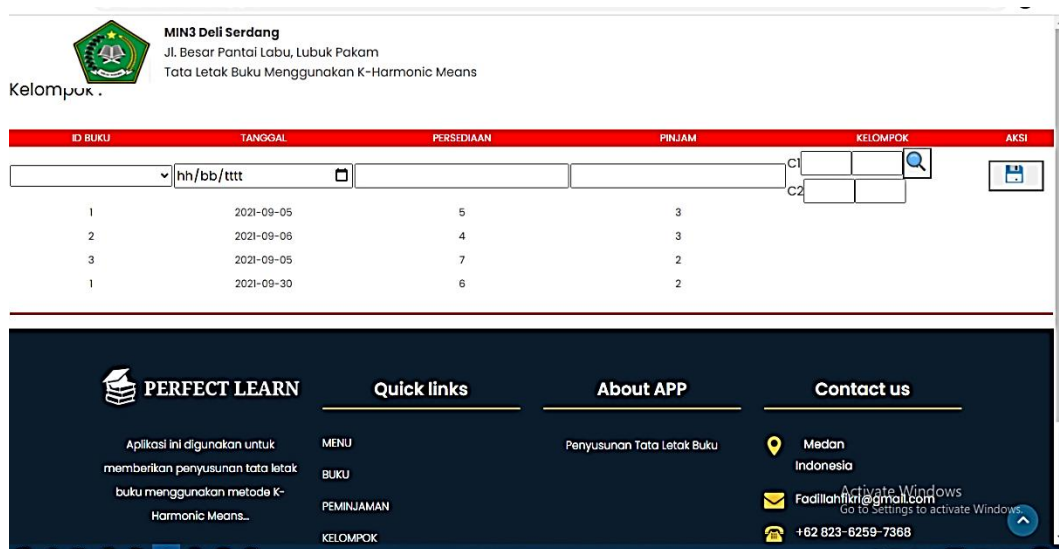 MIN3 Deli Serdang
Jl. Besar Pantai Labu, Lubuk Pakam
Tata Letak Buku Menggunakan K-Harmonic Means
Kelompok :
ID BUKU TANGGAL PERSEDIAAN PINJAM KELOMPOK AKSI
hh/bb/tttt C1
C2
1 2021-09-05 5 3
2 2021-09-06 4 3
3 2021-09-05 7 2
1 2021-09-30 6 2
PERFECT LEARN
Aplikasi ini digunakan untuk
memberikan penyusunan tata letak
buku menggunakan metode K-
Harmonic Means...
Quick links
MENU
BUKU
PEMINJAMAN
KELOMPOK
About APP
Penyusunan Tata Letak Buku
Contact us
Medan
Indonesia
Fadillahfikri@gmail.com
+62 823-6259-7368
Activate Windows
Go to Settings to activate Windows.